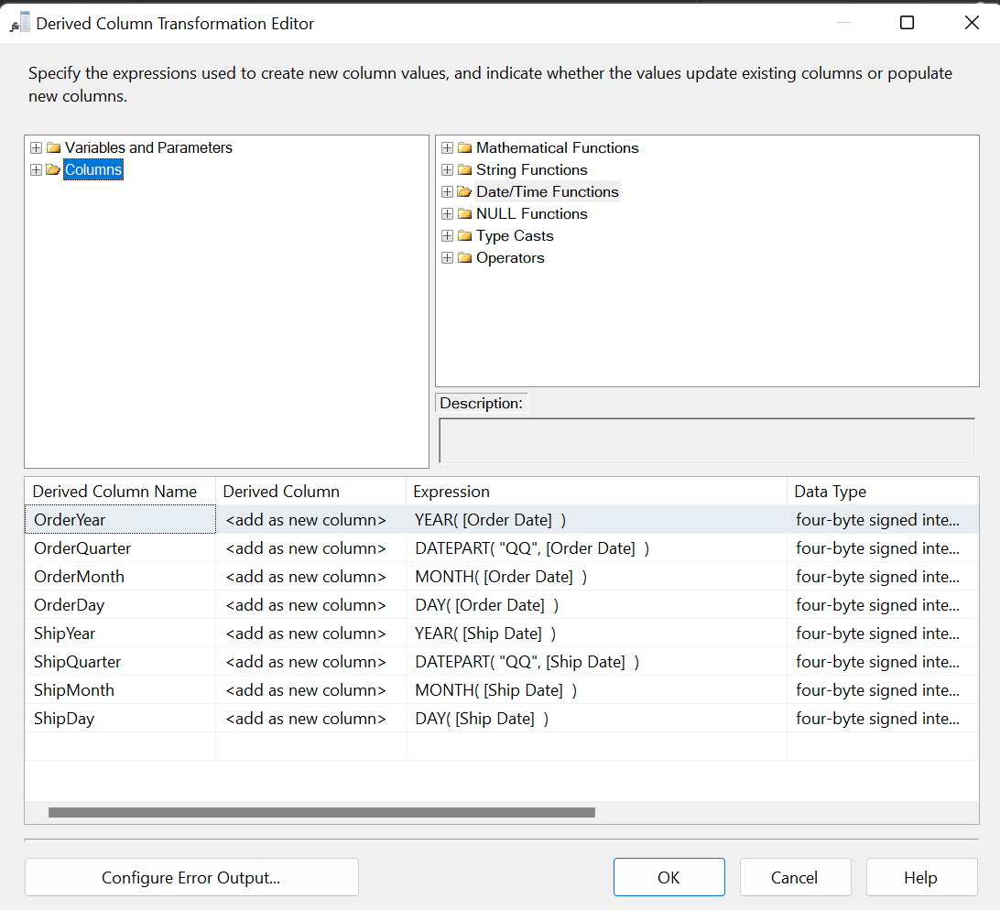 Derived Column Transformation Editor
Specify the expressions used to create new column values, and indicate whether the values update existing columns or populate
new columns.
Variables and Parameters
Columns
Mathematical Functions
String Functions
Date/Time Functions
NULL Functions
Type Casts
Operators
Description:
Derived Column Name Derived Column Expression Data Type
OrderYear <add as new column> YEAR( [Order Date]  ) four-byte signed inte...
OrderQuarter <add as new column> DATEPART( "QQ", [Order Date]  ) four-byte signed inte...
OrderMonth <add as new column> MONTH( [Order Date]  ) four-byte signed inte...
OrderDay <add as new column> DAY( [Order Date]  ) four-byte signed inte...
ShipYear <add as new column> YEAR( [Ship Date]  ) four-byte signed inte...
ShipQuarter <add as new column> DATEPART( "QQ", [Ship Date]  ) four-byte signed inte...
ShipMonth <add as new column> MONTH( [Ship Date]  ) four-byte signed inte...
ShipDay <add as new column> DAY( [Ship Date]  ) four-byte signed inte...
Configure Error Output... OK Cancel Help